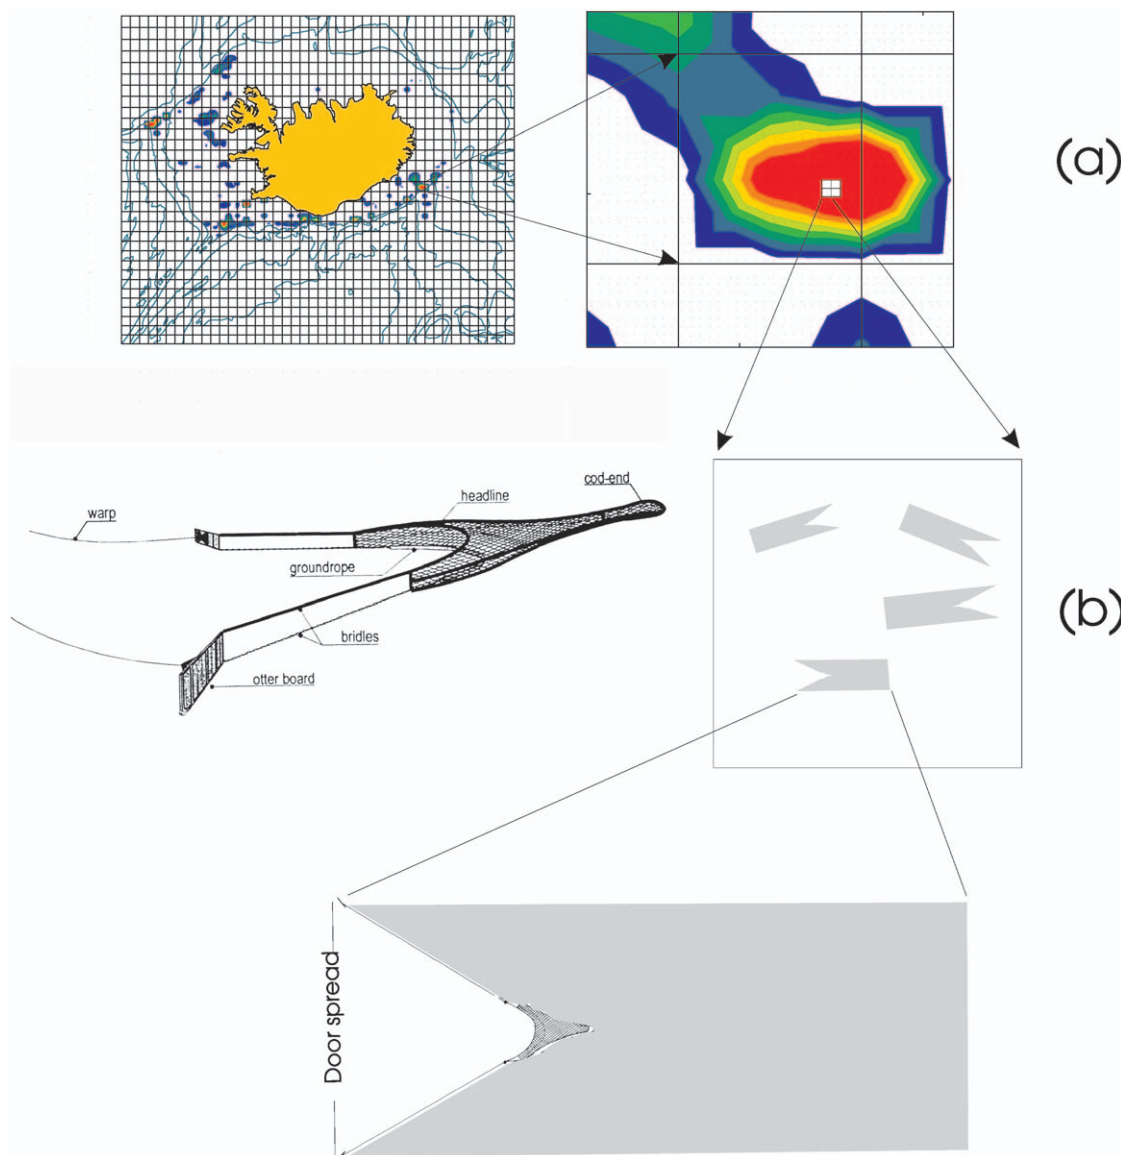 (a)
cod-end
headline
warp
groundrope
(b)
bridles
otter board
Door spread